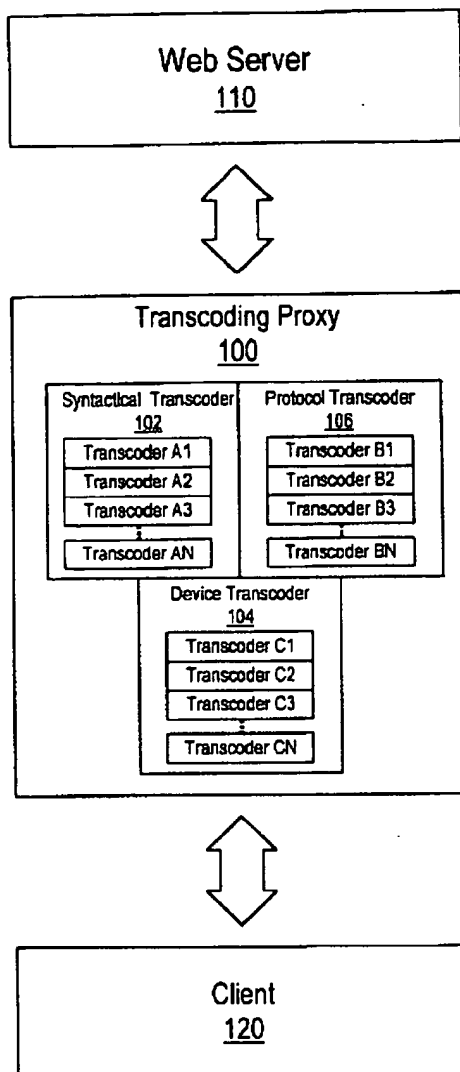 Web Server
110
Transcoding Proxy
100
Syntactical Transcoder
102
Transcoder A1
Transcoder A2
Transcoder A3
Transcoder AN
Protocol Transcoder
106
Transcoder B1
Transcoder B2
Transcoder B3
Transcoder BN
Device Transcoder
104
Transcoder C1
Transcoder C2
Transcoder C3
Transcoder CN
Client
120